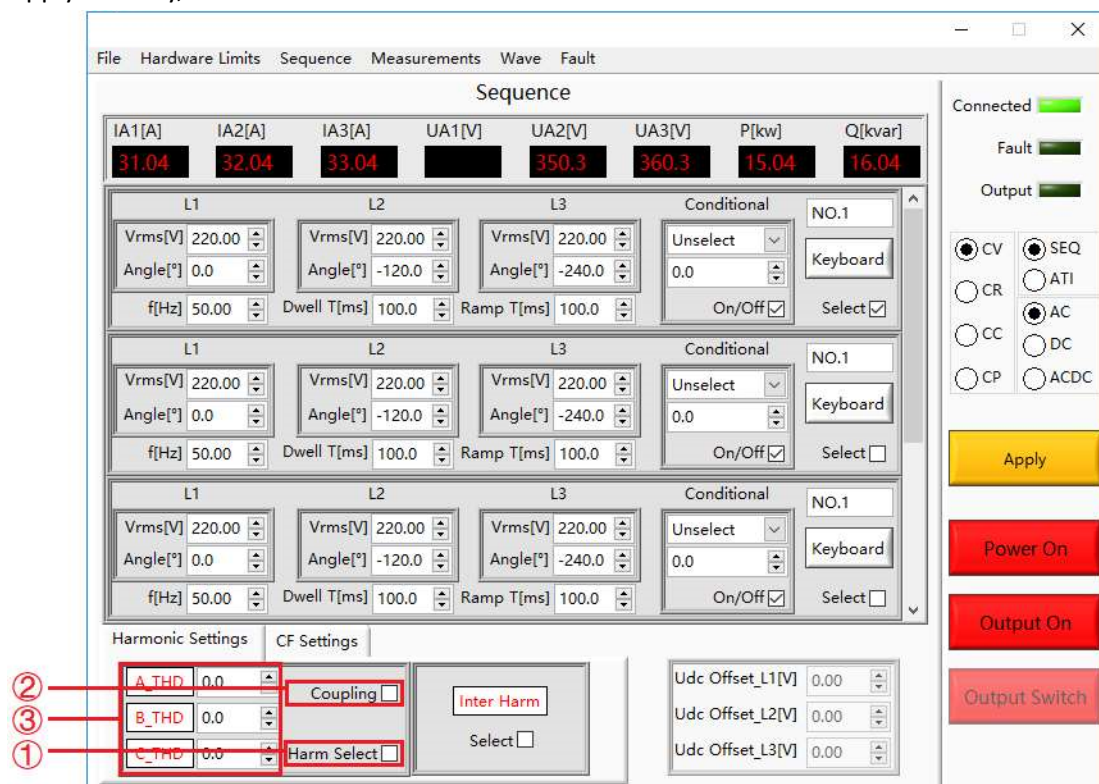 File Hardware Limits Sequence Measurements Wave Fault
Sequence
IA1[A] IA2[A] IA3[A] UA1[V] UA2[V] UA3[V] P[kw] Q[kvar]
31.04 32.04 33.04 350.3 360.3 15.04 16.04
L1 L2 L3 Conditional NO.1
Vrms[V] 220.00 Vrms[V] 220.00 Vrms[V] 220.00 Unselect
Angle[°] 0.0 Angle[°] -120.0 Angle[°] -240.0 0.0 Keyboard
f[Hz] 50.00 Dwell T[ms] 100.0 Ramp T[ms] 100.0 On/Off Select
L1 L2 L3 Conditional NO.1
Vrms[V] 220.00 Vrms[V] 220.00 Vrms[V] 220.00 Unselect
Angle[°] 0.0 Angle[°] -120.0 Angle[°] -240.0 0.0 Keyboard
f[Hz] 50.00 Dwell T[ms] 100.0 Ramp T[ms] 100.0 On/Off Select
L1 L2 L3 Conditional NO.1
Vrms[V] 220.00 Vrms[V] 220.00 Vrms[V] 220.00 Unselect
Angle[°] 0.0 Angle[°] -120.0 Angle[°] -240.0 0.0 Keyboard
f[Hz] 50.00 Dwell T[ms] 100.0 Ramp T[ms] 100.0 On/Off Select
Harmonic Settings CF Settings
② A_THD 0.0 Coupling
③ B_THD 0.0
① C_THD 0.0 Harm Select
Inter Harm
Select
Udc Offset_L1[V] 0.00
Udc Offset_L2[V] 0.00
Udc Offset_L3[V] 0.00
Connected
Fault
Output
CV SEQ
CR ATI
AC
CC DC
CP ACDC
Apply
Power On
Output On
Output Switch